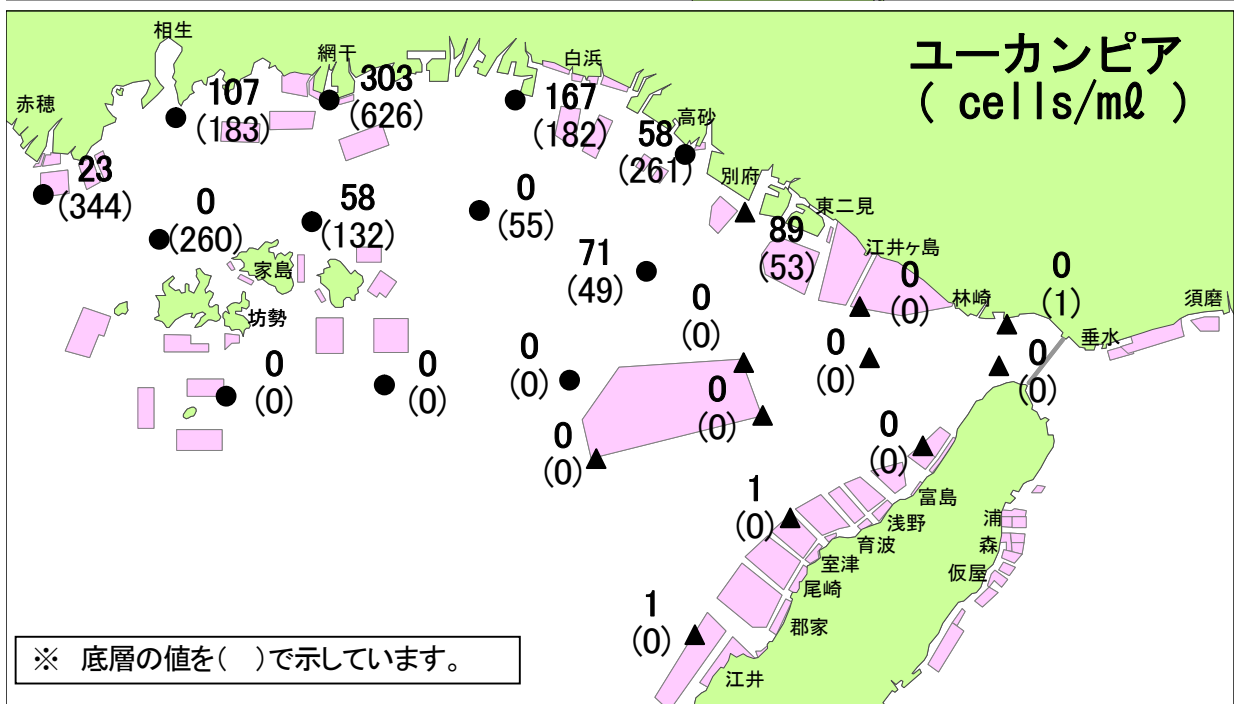 ユーカンピア
( cells/mℓ )
相生
網干
白浜
赤穂
高砂
別府
東二見
江井ヶ島
林崎
垂水
須磨
家島
坊勢
107
(183)
303
(626)
167
(182)
58
(261)
23
(344)
0
(260)
58
(132)
0
(55)
71
(49)
89
(53)
0
(0)
0
(1)
0
(0)
0
(0)
0
(0)
0
(0)
0
(0)
0
(0)
0
(0)
0
(0)
0
(0)
1
(0)
1
(0)
富島
浅野
育波
室津
尾崎
郡家
江井
浦
森
仮屋
※ 底層の値を( )で示しています。